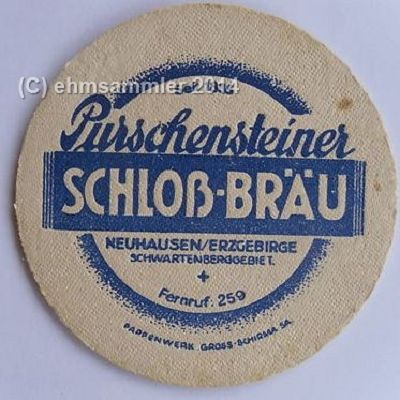 (C) ehmsammler 2014
Purschensteiner
SCHLOß-BRÄU
NEUHAUSEN/ERZGEBIRGE
SCHWARTENBERGGEBIET.
+
Fernruf: 259
PAPPENWERK GROSS-SCHIRMA SA.